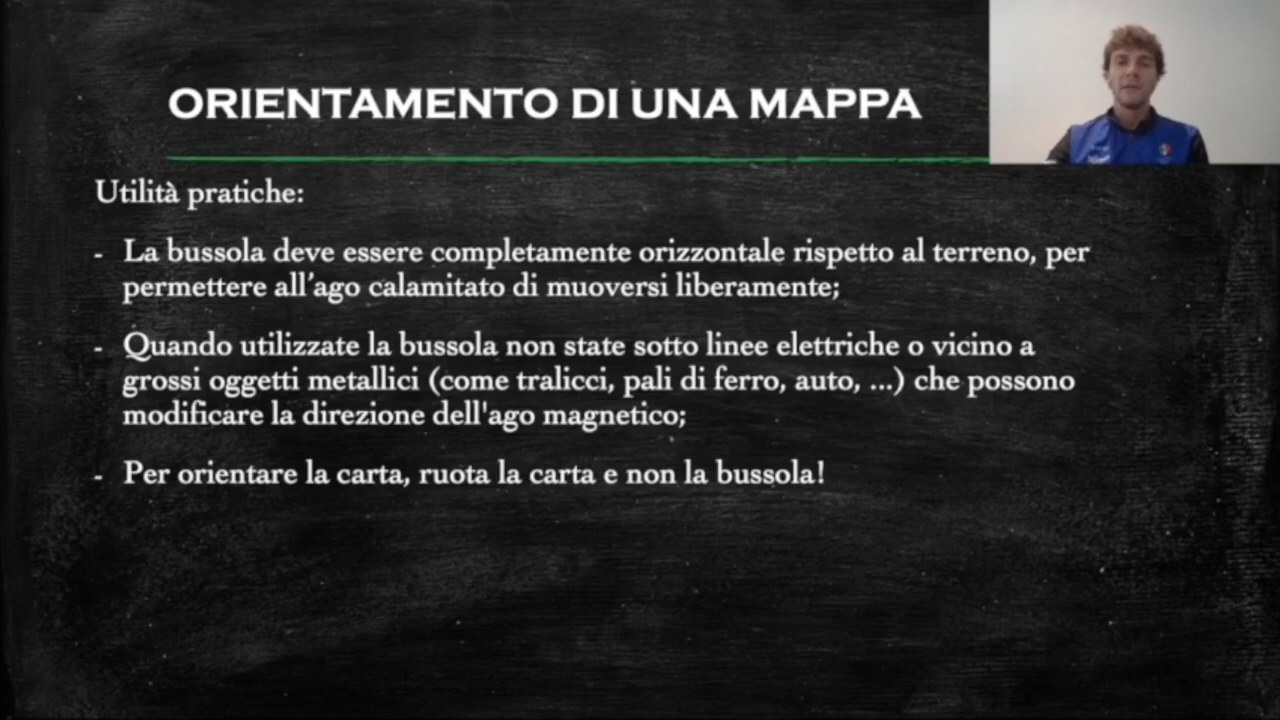 ORIENTAMENTO DI UNA MAPPA
Utilità pratiche:
- La bussola deve essere completamente orizzontale rispetto al terreno, per
permettere all'ago calamitato di muoversi liberamente;
- Quando utilizzate la bussola non state sotto linee elettriche o vicino a
grossi oggetti metallici (come tralicci, pali di ferro, auto, ...) che possono
modificare la direzione dell'ago magnetico;
- Per orientare la carta, ruota la carta e non la bussola!